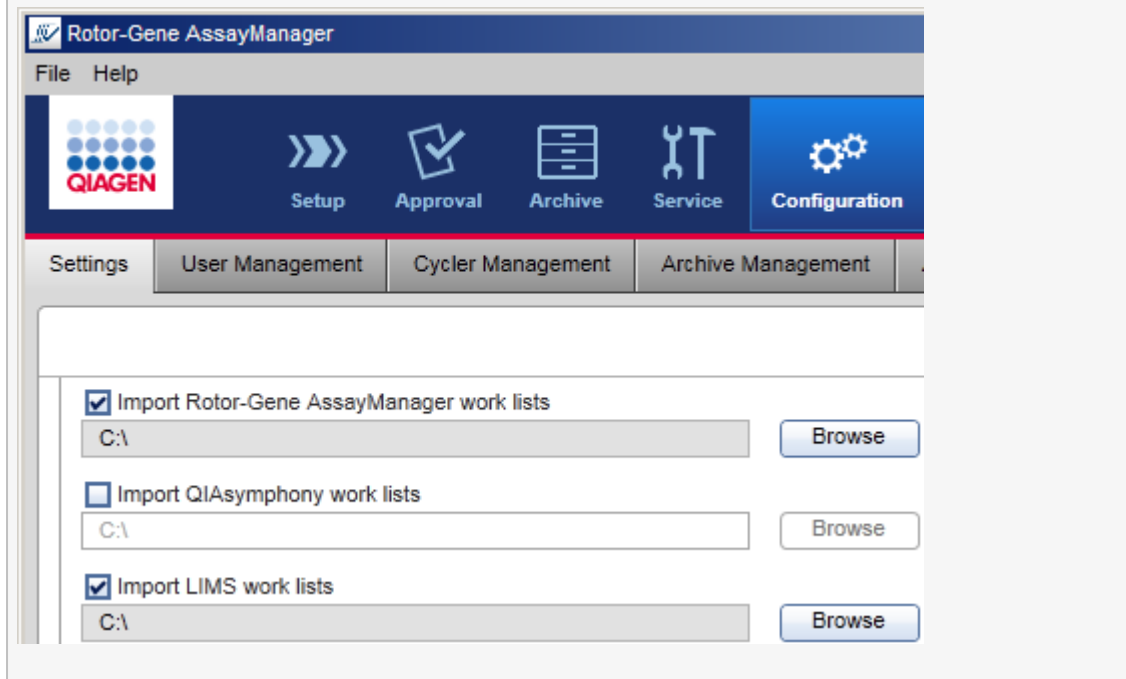 Rotor-Gene AssayManager
File Help
QIAGEN
Setup Approval Archive Service Configuration
Settings User Management Cycler Management Archive Management
Import Rotor-Gene AssayManager work lists
C:\ Browse
Import QIAsymphony work lists
C:\ Browse
Import LIMS work lists
C:\ Browse